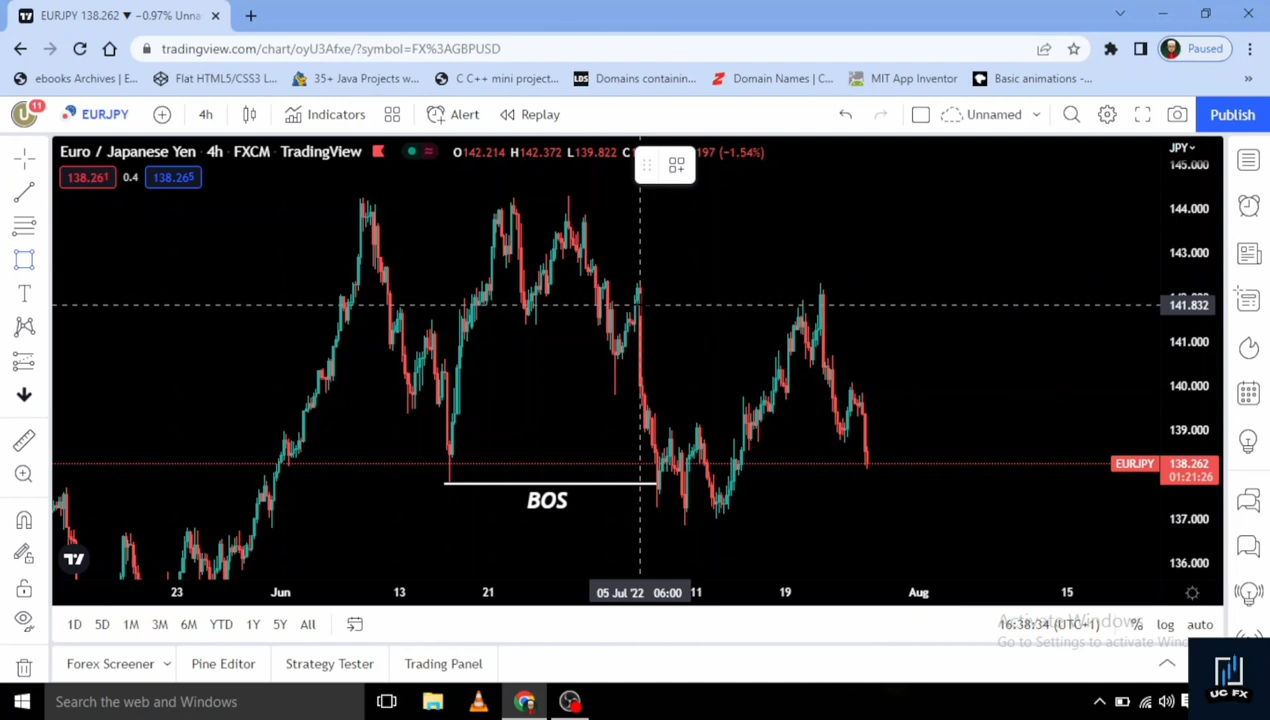 EURJPY 138.262 ▼ −0.97% Unna
tradingview.com/chart/oyU3Afxe/?symbol=FX%3AGBPUSD
Paused
ebooks Archives | E...
Flat HTML5/CSS3 L...
35+ Java Projects w...
C C++ mini project...
LDS
Domains containin...
Domain Names | C...
MIT App Inventor
Basic animations -...
»
U
11
EURJPY
4h
Indicators
Alert
Replay
Unnamed
Publish
Euro / Japanese Yen · 4h · FXCM · TradingView
O142.214 H142.372 L139.822 C
197 (−1.54%)
JPY
138.261
0.4
138.265
145.000
144.000
143.000
141.832
141.000
140.000
139.000
EURJPY
138.262
01:21:26
137.000
136.000
BOS
23
Jun
13
21
05 Jul '22 06:00
11
19
Aug
15
1D
5D
1M
3M
6M
YTD
1Y
5Y
All
16:38:34 (UTC+1)
%
log
auto
Activate Windows
Go to Settings to activate Win
Forex Screener
Pine Editor
Strategy Tester
Trading Panel
UC FX
Search the web and Windows